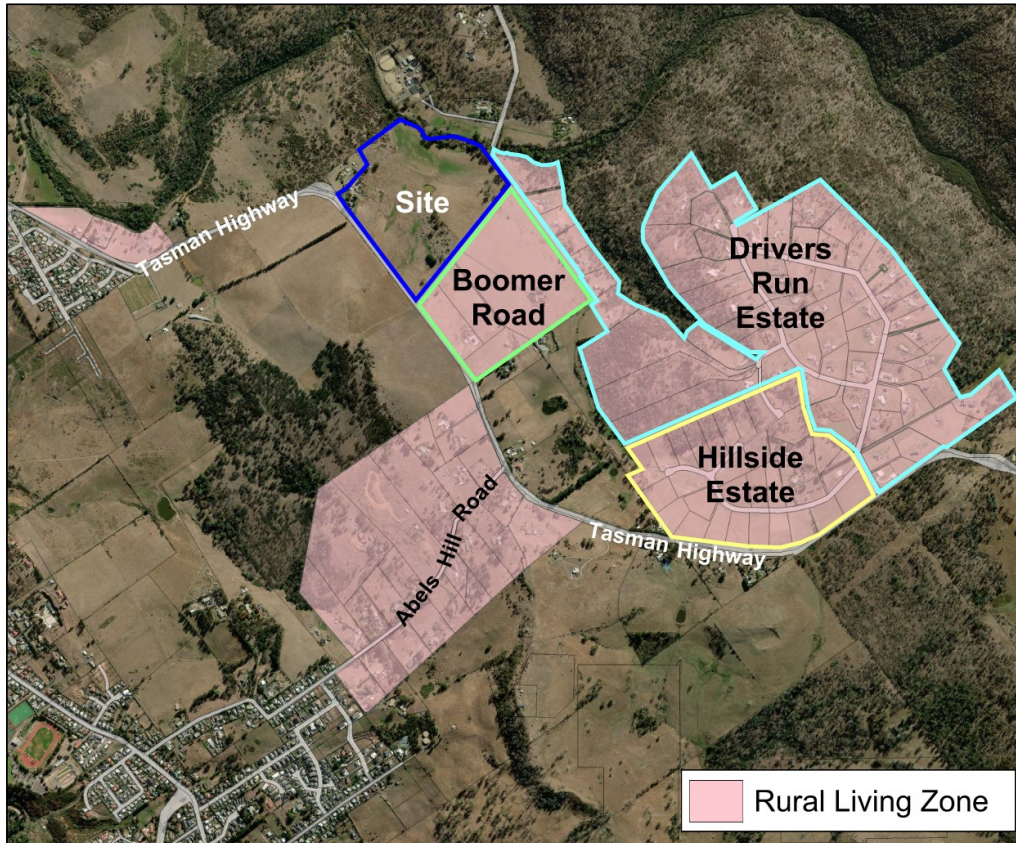 Site
Tasman Highway
Boomer
Road
Drivers
Run
Estate
Hillside
Estate
Abels Hill Road
Tasman Highway
Rural Living Zone